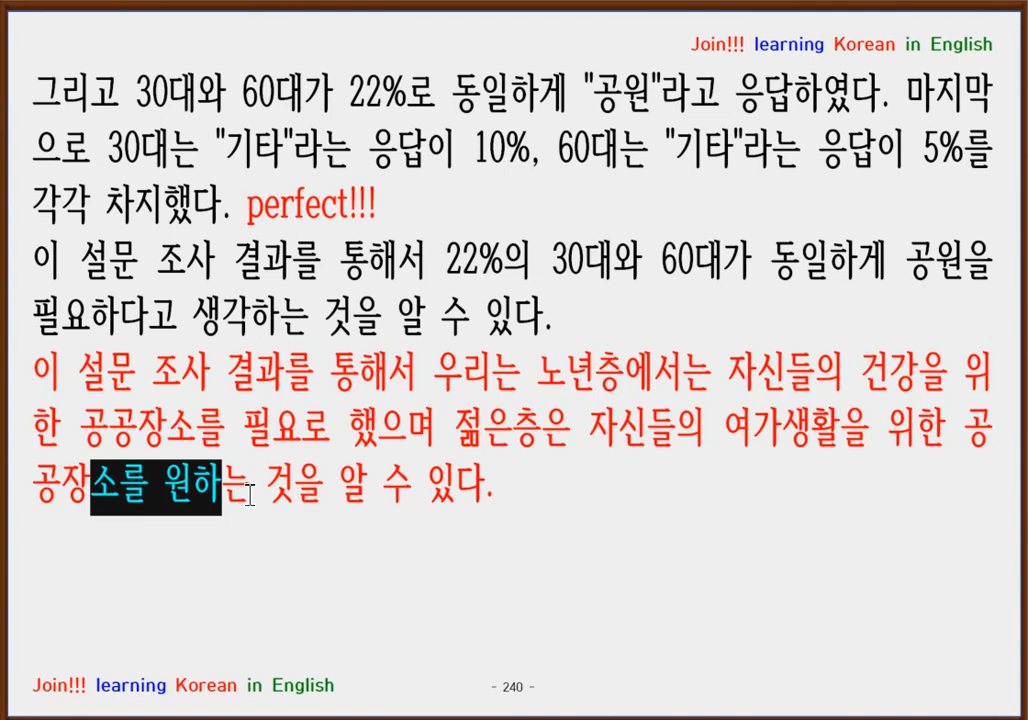 Join!!! learning Korean in English
그리고 30대와 60대가 22%로 동일하게 "공원"라고 응답하였다. 마지막
으로 30대는 "기타"라는 응답이 10%, 60대는 "기타"라는 응답이 5%를
각각 차지했다. perfect!!!
이 설문 조사 결과를 통해서 22%의 30대와 60대가 동일하게 공원을
필요하다고 생각하는 것을 알 수 있다.
이 설문 조사 결과를 통해서 우리는 노년층에서는 자신들의 건강을 위
한 공공장소를 필요로 했으며 젊은층은 자신들의 여가생활을 위한 공
공장소를 원하는 것을 알 수 있다.
Join!!! learning Korean in English
- 240 -